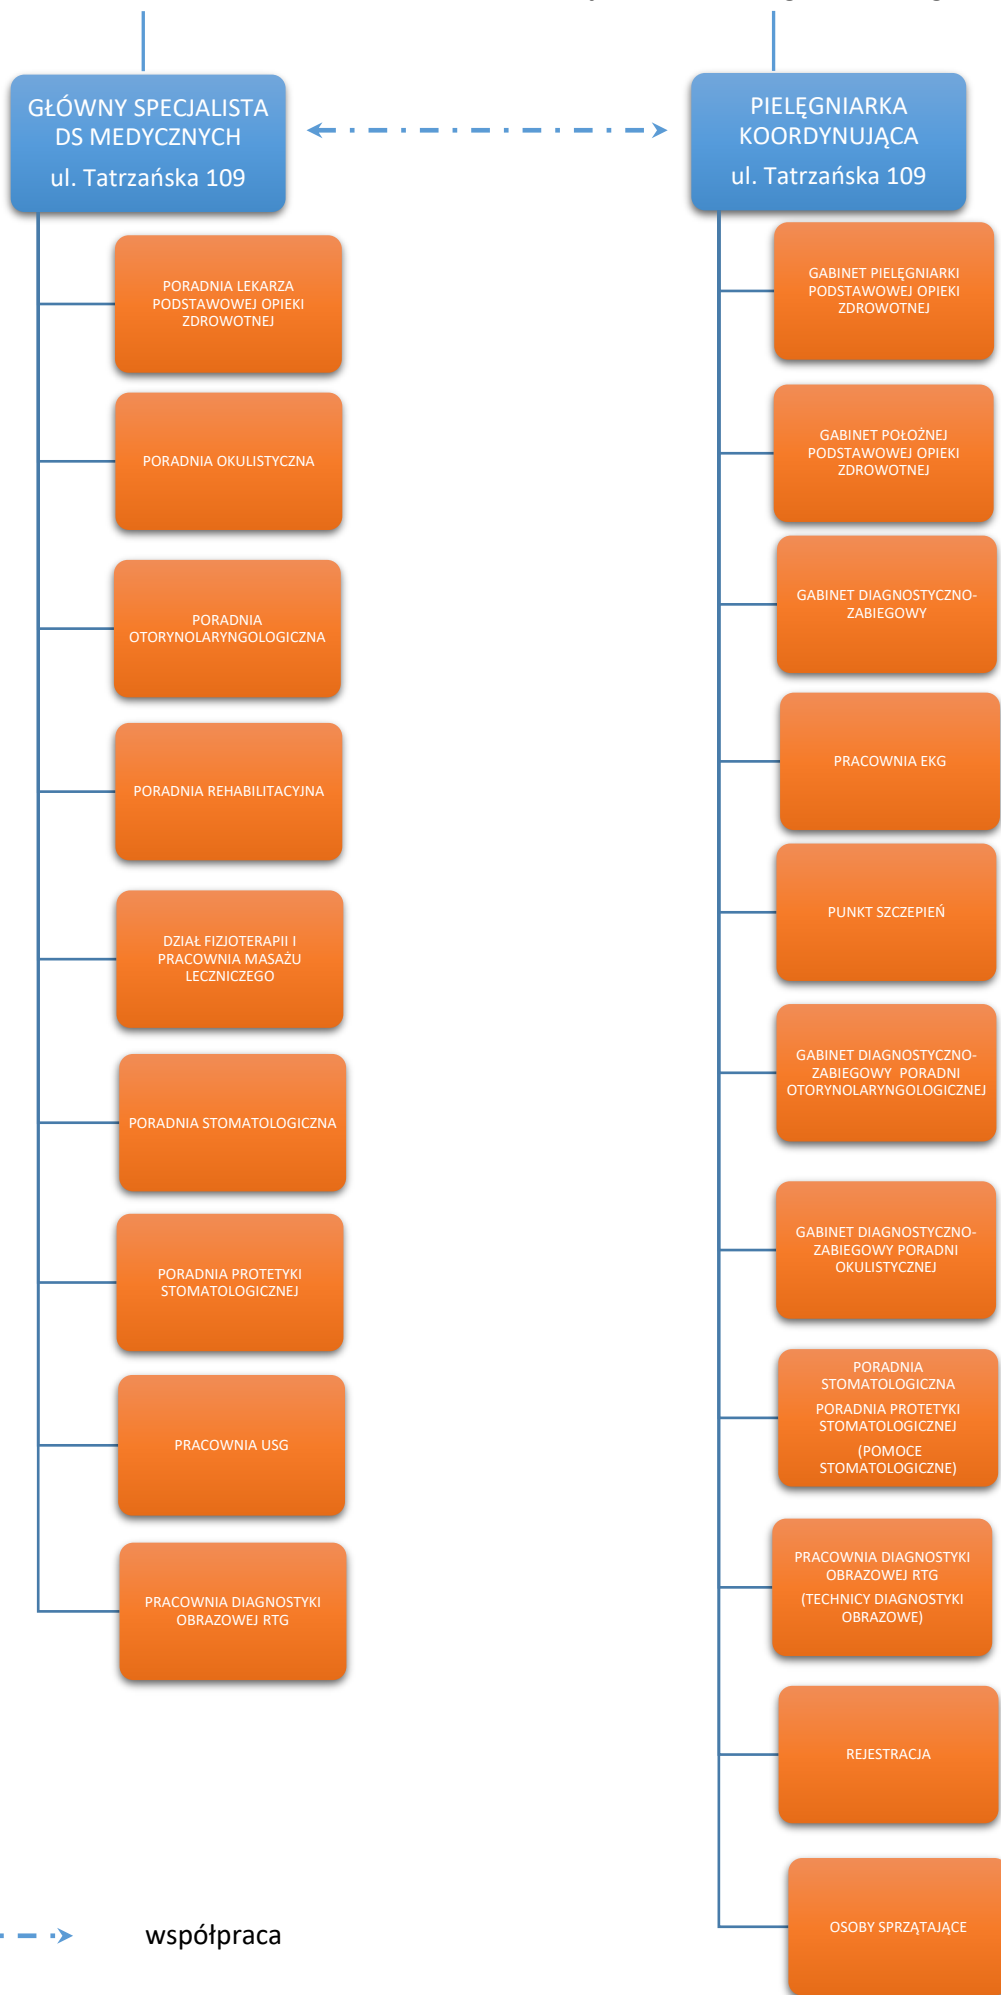 GŁÓWNY SPECJALISTA
DS MEDYCZNYCH
ul. Tatrzańska 109
PORADNIA LEKARZA
PODSTAWOWEJ OPIEKI
ZDROWOTNEJ
PORADNIA OKULISTYCZNA
PORADNIA
OTORYNOLARYNGOLOGICZNA
PORADNIA REHABILITACYJNA
DZIAŁ FIZJOTERAPII I
PRACOWNIA MASAŻU
LECZNICZEGO
PORADNIA STOMATOLOGICZNA
PORADNIA PROTETYKI
STOMATOLOGICZNEJ
PRACOWNIA USG
PRACOWNIA DIAGNOSTYKI
OBRAZOWEJ RTG
PIELĘGNIARKA
KOORDYNUJĄCA
ul. Tatrzańska 109
GABINET PIELĘGNIARKI
PODSTAWOWEJ OPIEKI
ZDROWOTNEJ
GABINET POŁOŻNEJ
PODSTAWOWEJ OPIEKI
ZDROWOTNEJ
GABINET DIAGNOSTYCZNO-
ZABIEGOWY
PRACOWNIA EKG
PUNKT SZCZEPIEŃ
GABINET DIAGNOSTYCZNO-
ZABIEGOWY PORADNI
OTORYNOLARYNGOLOGICZNEJ
GABINET DIAGNOSTYCZNO-
ZABIEGOWY PORADNI
OKULISTYCZNEJ
PORADNIA
STOMATOLOGICZNA
PORADNIA PROTETYKI
STOMATOLOGICZNEJ
(POMOCE
STOMATOLOGICZNE)
PRACOWNIA DIAGNOSTYKI
OBRAZOWEJ RTG
(TECHNICY DIAGNOSTYKI
OBRAZOWE)
REJESTRACJA
OSOBY SPRZĄTAJĄCE
współpraca